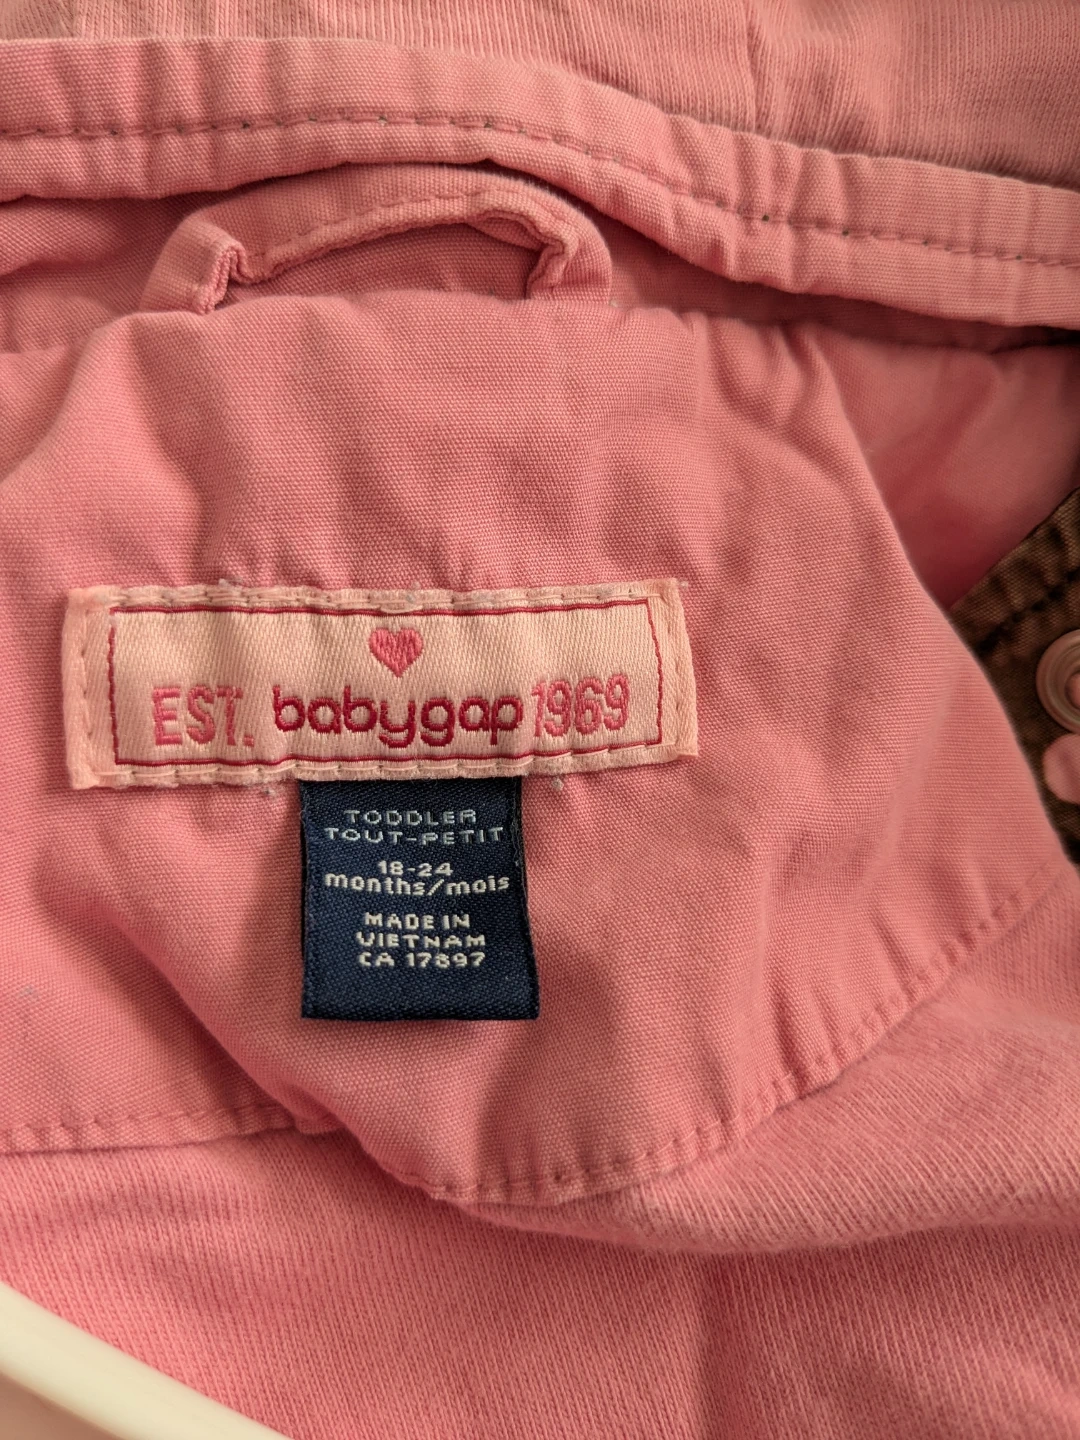 EST. babygap 1969
TODDLER
TOUT-PETIT
18-24
months/mois
MADE IN
VIETNAM
CA 17897